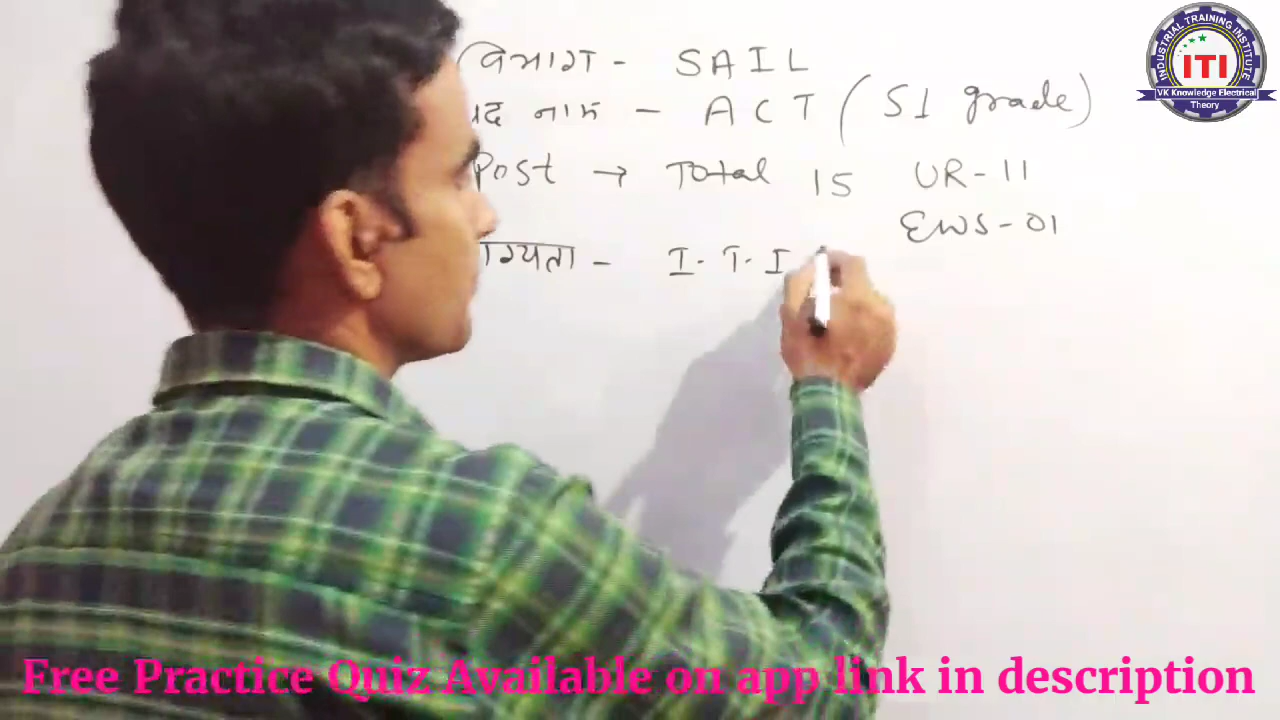 विभाग - SAIL
पद नाम - ACT (S1 grade)
Post → Total 15 UR-11
EWS-01
ग्यता - I. T. I
INDUSTRIAL TRAINING INSTITUTE
ITI
VK Knowledge Electrical
Theory
Free Practice Quiz Available on app link in description